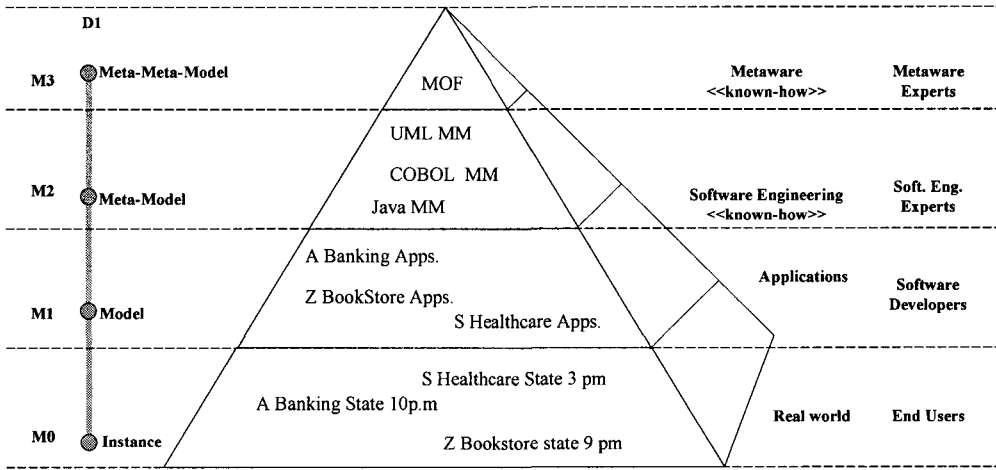 D1
M3 Meta-Meta-Model MOF Metaware Metaware
<<known-how>> Experts
UML MM
COBOL MM
M2 Meta-Model Java MM Software Engineering Soft. Eng.
<<known-how>> Experts
A Banking Apps.
Z BookStore Apps.
Applications Software
Developers
M1 Model S Healthcare Apps.
S Healthcare State 3 pm
A Banking State 10p.m
Real world End Users
M0 Instance Z Bookstore state 9 pm